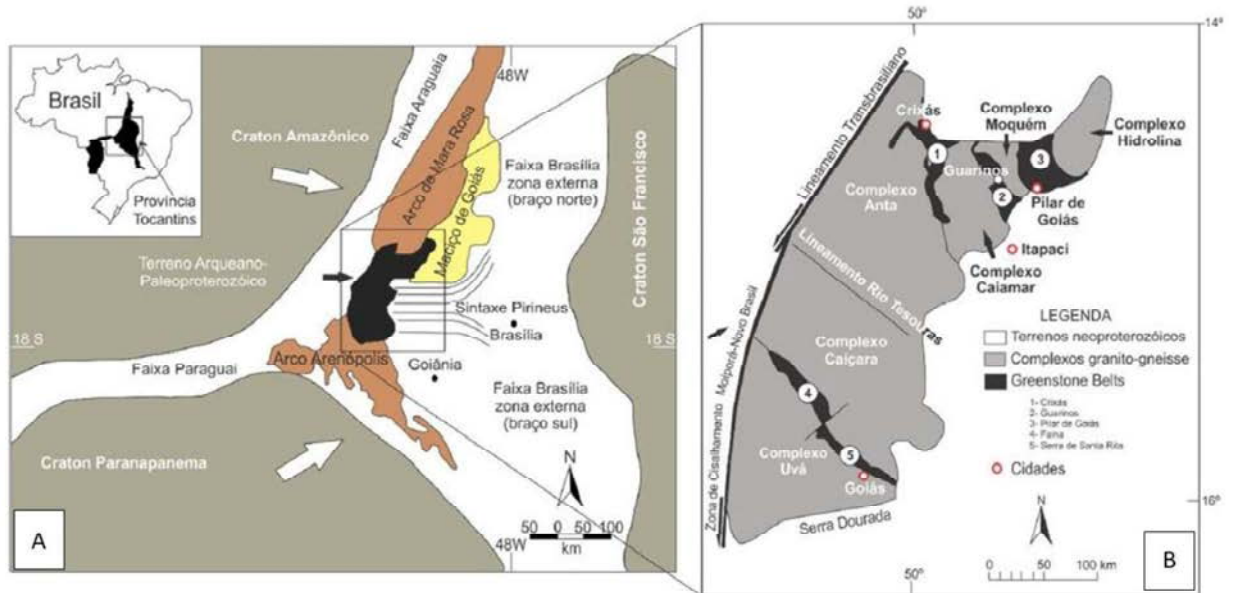 Brasil
Província
Tocantins
Craton Amazônico
Faixa Araguaia
48W
Arco de Mara Rosa
Maciço de Goiás
Faixa Brasília
zona externa
(braço norte)
Craton São Francisco
Terreno Arqueano-
Paleoproterozóico
18 S
18 S
Sintaxe Pirineus
Brasília
Arco Arenópolis
Goiânia
Faixa Paraguai
Faixa Brasília
zona externa
(braço sul)
Craton Paranapanema
N
50 0 50 100
km
48W
A
50º
14º
Lineamento Transbrasiliano
Crixás
Complexo
Moquém
Complexo
Hidrolina
1
Guarinos
3
2
Complexo
Anta
Pilar de
Goiás
Itapaci
Complexo
Caiamar
Lineamento Rio Tesouras
Zona de Cisalhamento Moiporá-Novo Brasil
Complexo
Caiçara
4
Complexo
Uvá
5
Goiás
Serra Dourada
LEGENDA
Terrenos neoproterozóicos
Complexos granito-gneisse
Greenstone Belts
1- Crixás
2- Guarinos
3- Pilar de Goiás
4- Faina
5- Serra de Santa Rita
Cidades
16º
N
0 50 100 km
50º
B